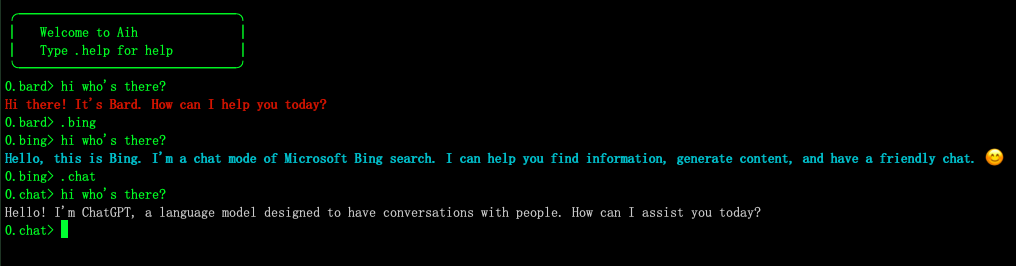 Welcome to Aih
Type .help for help
0.bard> hi who's there?
Hi there! It's Bard. How can I help you today?
0.bard> .bing
0.bing> hi who's there?
Hello, this is Bing. I'm a chat mode of Microsoft Bing search. I can help you find information, generate content, and have a friendly chat. 😊
0.bing> .chat
0.chat> hi who's there?
Hello! I'm ChatGPT, a language model designed to have conversations with people. How can I assist you today?
0.chat>